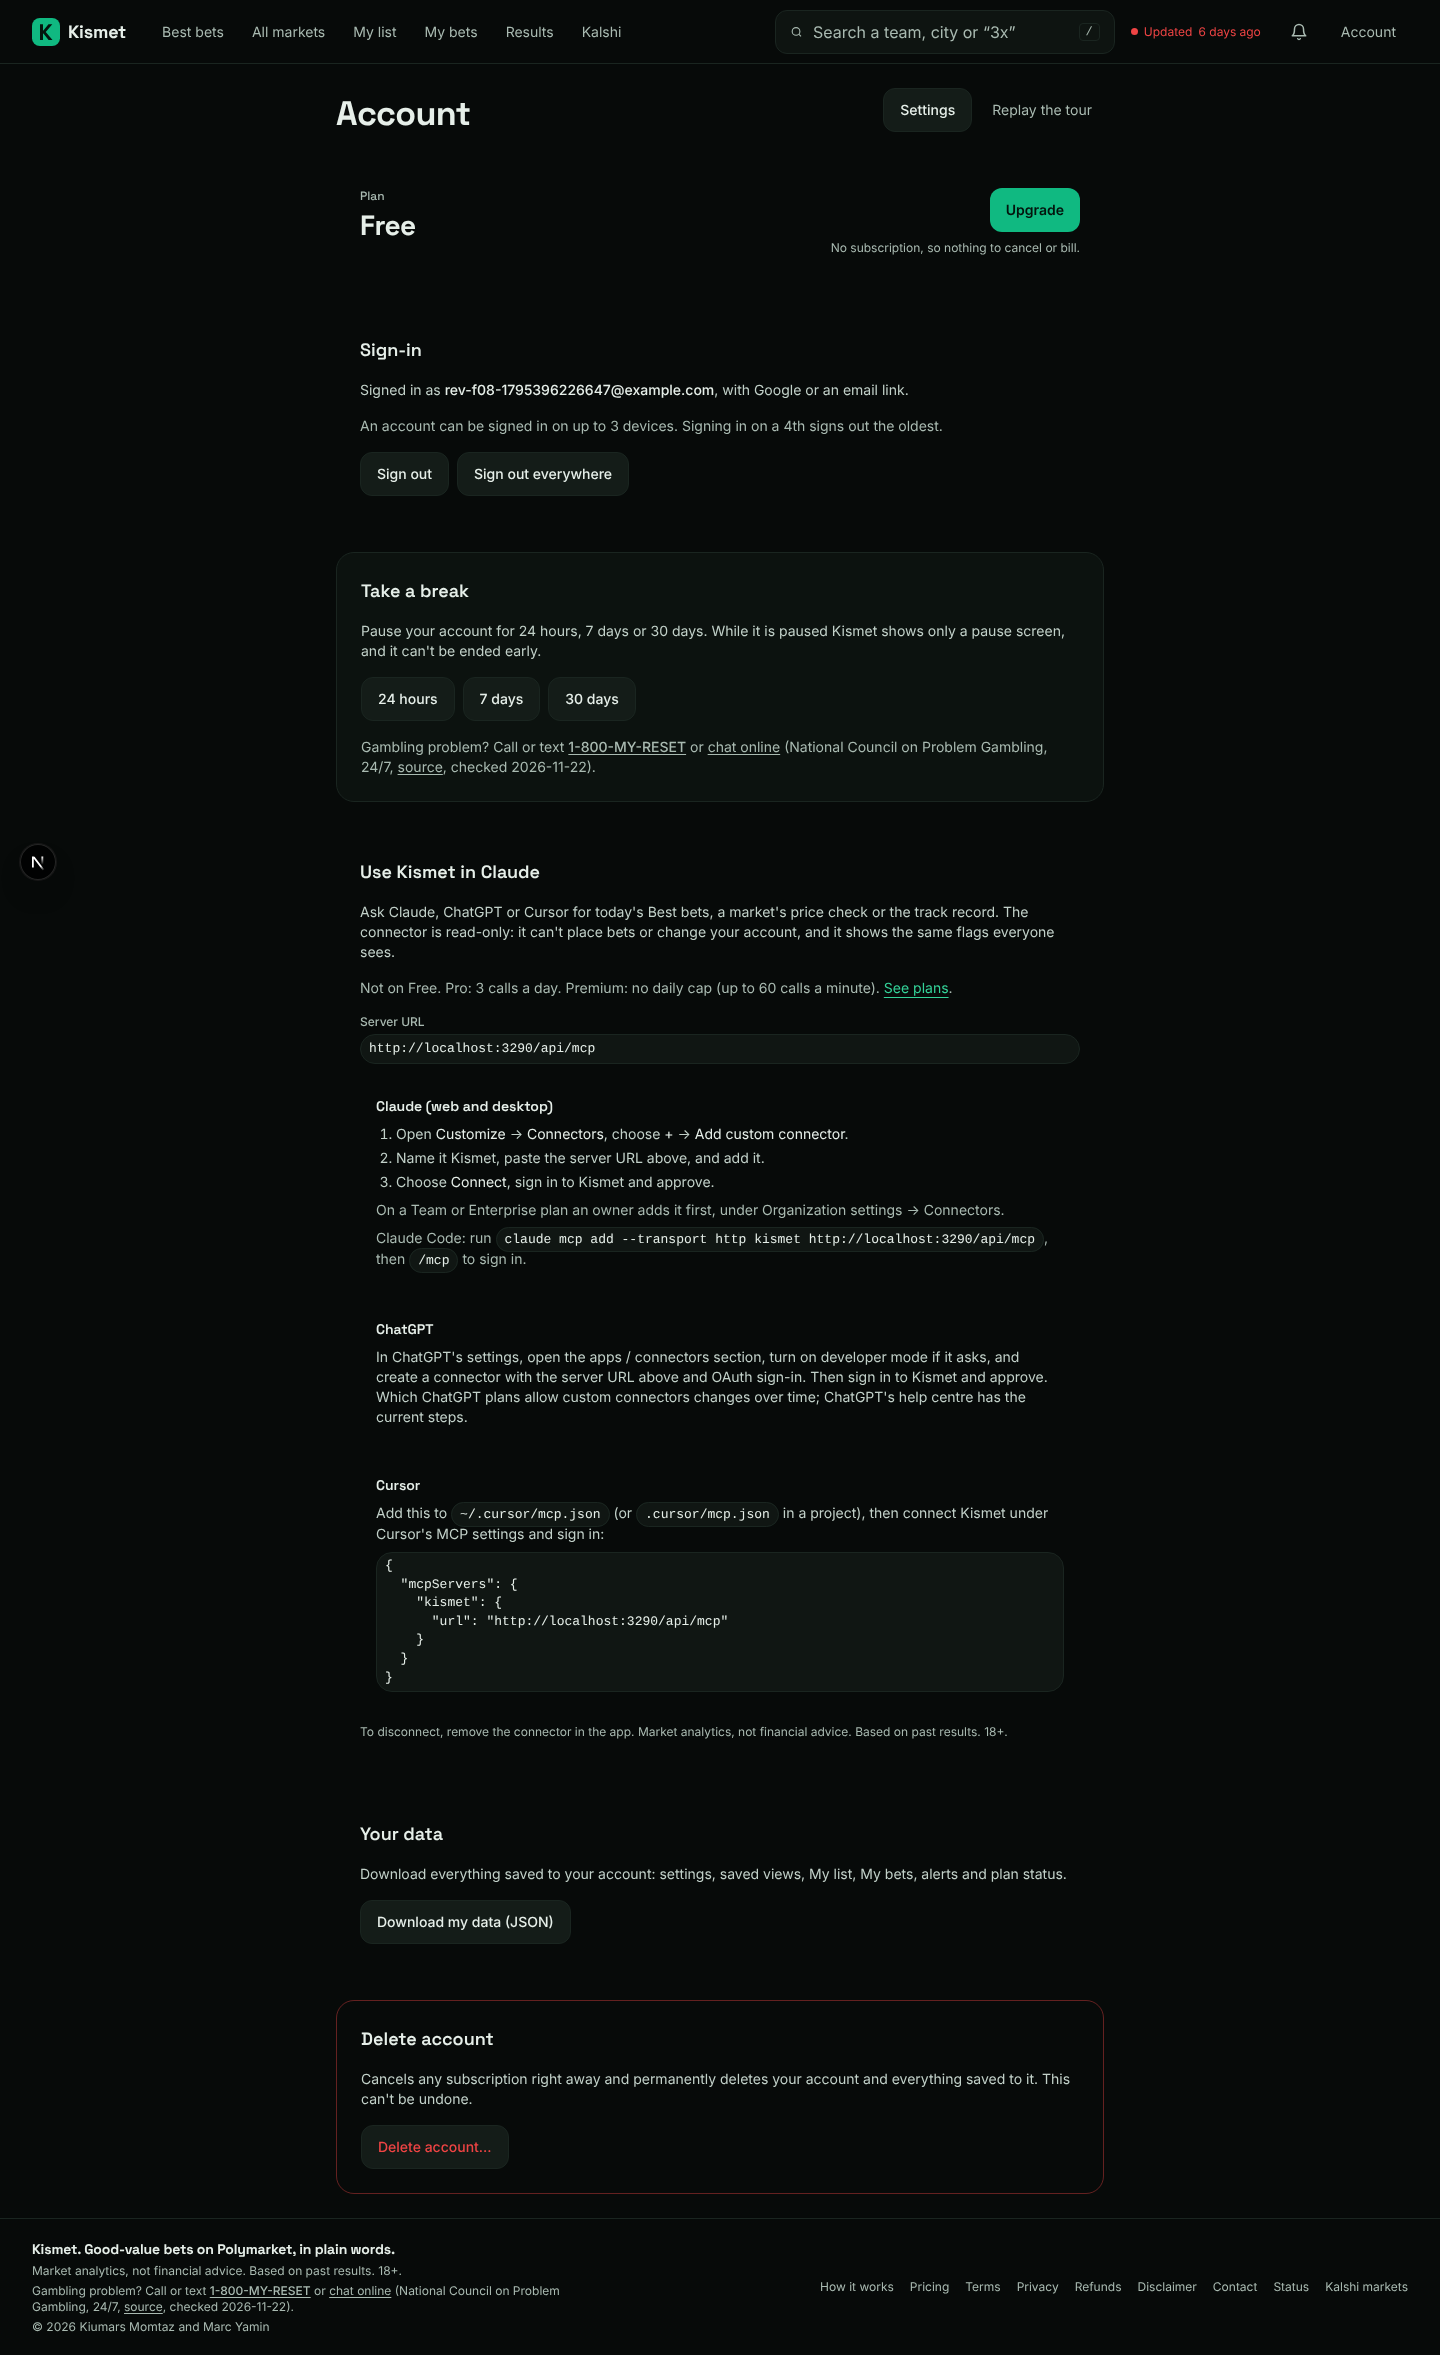 Kismet
Best bets
All markets
My list
My bets
Results
Kalshi
Search a team, city or “3x”
/
Updated 6 days ago
Account
Account
Settings
Replay the tour
Plan
Free
Upgrade
No subscription, so nothing to cancel or bill.
Sign-in
Signed in as rev-f08-1795396226647@example.com, with Google or an email link.
An account can be signed in on up to 3 devices. Signing in on a 4th signs out the oldest.
Sign out
Sign out everywhere
Take a break
Pause your account for 24 hours, 7 days or 30 days. While it is paused Kismet shows only a pause screen,
and it can't be ended early.
24 hours
7 days
30 days
Gambling problem? Call or text 1-800-MY-RESET or chat online (National Council on Problem Gambling,
24/7, source, checked 2026-11-22).
Use Kismet in Claude
Ask Claude, ChatGPT or Cursor for today's Best bets, a market's price check or the track record. The
connector is read-only: it can't place bets or change your account, and it shows the same flags everyone
sees.
Not on Free. Pro: 3 calls a day. Premium: no daily cap (up to 60 calls a minute). See plans.
Server URL
http://localhost:3290/api/mcp
Claude (web and desktop)
1. Open Customize → Connectors, choose + → Add custom connector.
2. Name it Kismet, paste the server URL above, and add it.
3. Choose Connect, sign in to Kismet and approve.
On a Team or Enterprise plan an owner adds it first, under Organization settings → Connectors.
Claude Code: run claude mcp add --transport http kismet http://localhost:3290/api/mcp,
then /mcp to sign in.
ChatGPT
In ChatGPT's settings, open the apps / connectors section, turn on developer mode if it asks, and
create a connector with the server URL above and OAuth sign-in. Then sign in to Kismet and approve.
Which ChatGPT plans allow custom connectors changes over time; ChatGPT's help centre has the
current steps.
Cursor
Add this to ~/.cursor/mcp.json (or .cursor/mcp.json in a project), then connect Kismet under
Cursor's MCP settings and sign in:
{
"mcpServers": {
"kismet": {
"url": "http://localhost:3290/api/mcp"
}
}
}
To disconnect, remove the connector in the app. Market analytics, not financial advice. Based on past results. 18+.
Your data
Download everything saved to your account: settings, saved views, My list, My bets, alerts and plan status.
Download my data (JSON)
Delete account
Cancels any subscription right away and permanently deletes your account and everything saved to it. This
can't be undone.
Delete account...
Kismet. Good-value bets on Polymarket, in plain words.
Market analytics, not financial advice. Based on past results. 18+.
Gambling problem? Call or text 1-800-MY-RESET or chat online (National Council on Problem
Gambling, 24/7, source, checked 2026-11-22).
© 2026 Kiumars Momtaz and Marc Yamin
How it works
Pricing
Terms
Privacy
Refunds
Disclaimer
Contact
Status
Kalshi markets